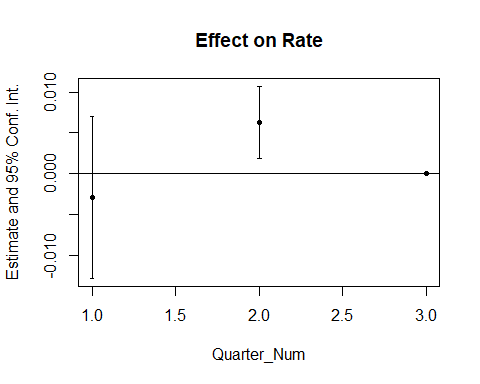 Effect on Rate
Estimate and 95% Conf. Int.
0.010
0.000
-0.010
1.0 1.5 2.0 2.5 3.0
Quarter_Num